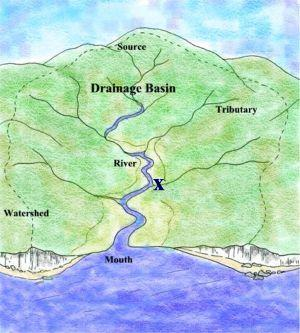 Source
Drainage Basin
Tributary
River
X
Watershed
Mouth